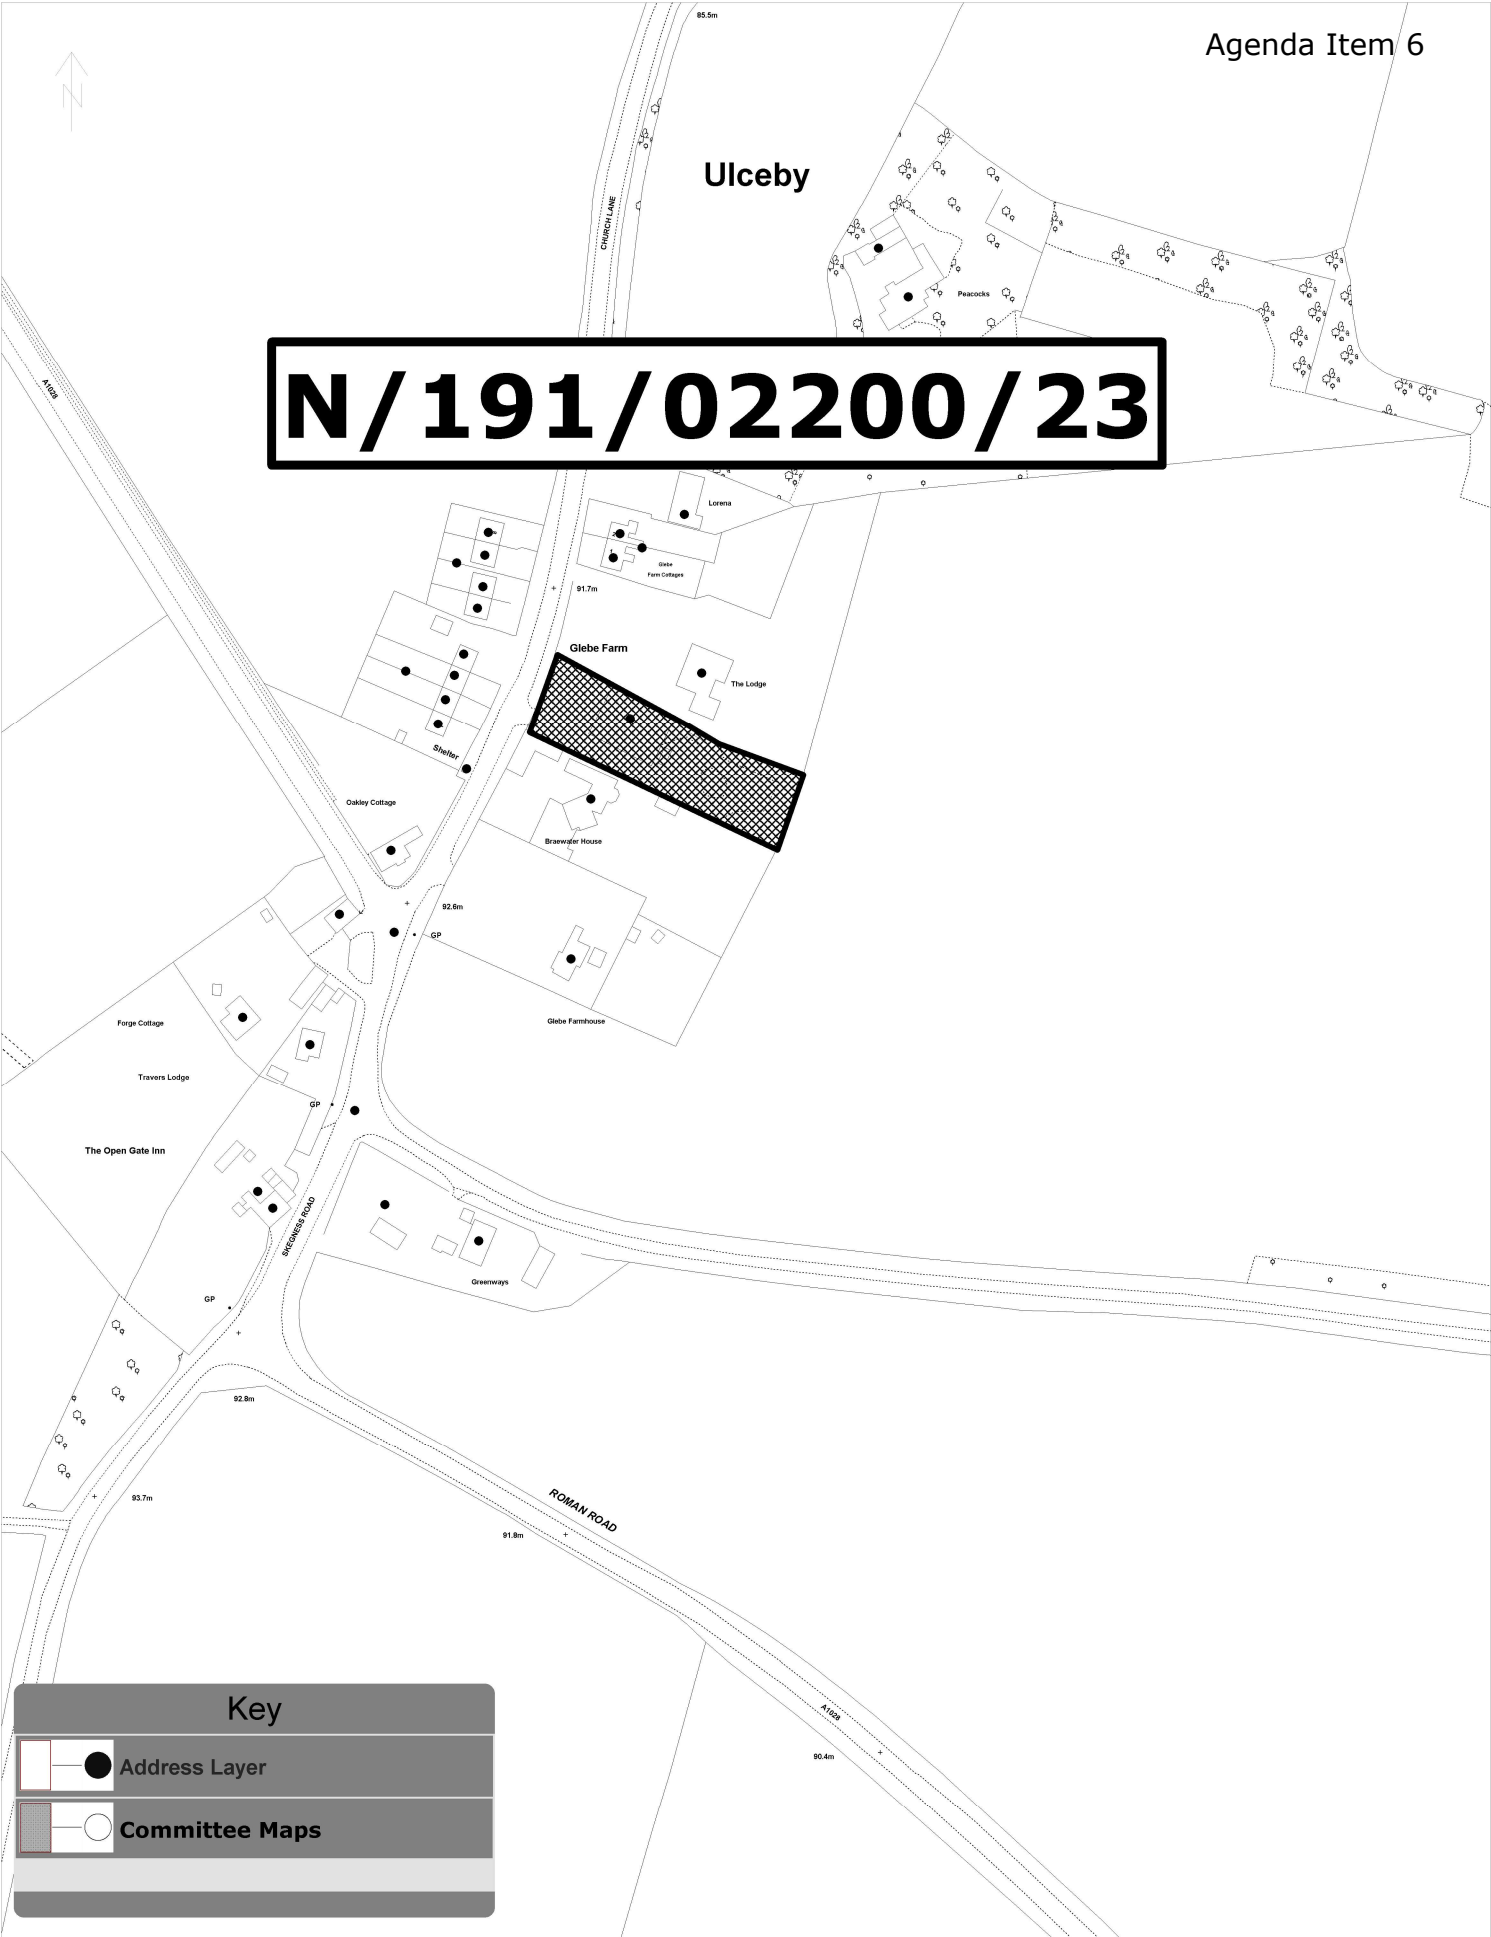 85.5m
Agenda Item 6
N
Ulceby
CHURCH LANE
Peacocks
A1028
N/191/02200/23
Lorena
2
1
Glebe
Farm Cottages
91.7m
Glebe Farm
The Lodge
Shelter
Oakley Cottage
Braewater House
92.6m
GP
Forge Cottage
Glebe Farmhouse
Travers Lodge
GP
The Open Gate Inn
SKEGNESS ROAD
Greenways
GP
92.8m
93.7m
ROMAN ROAD
91.8m
A1028
90.4m
Key
Address Layer
Committee Maps